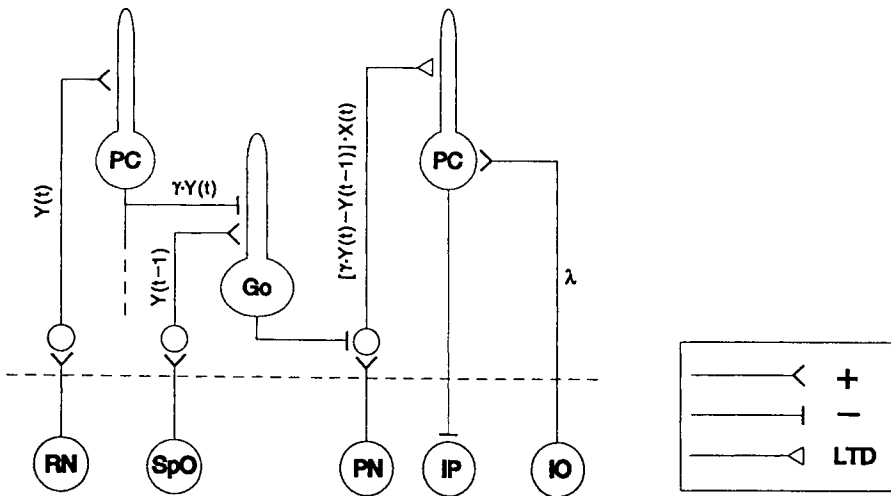 PC
PC
Y(t)
γ·Y(t)
Y(t−1)
Go
[γ·Y(t)−Y(t−1)]·X(t)
λ
RN
SpO
PN
IP
IO
+
−
LTD